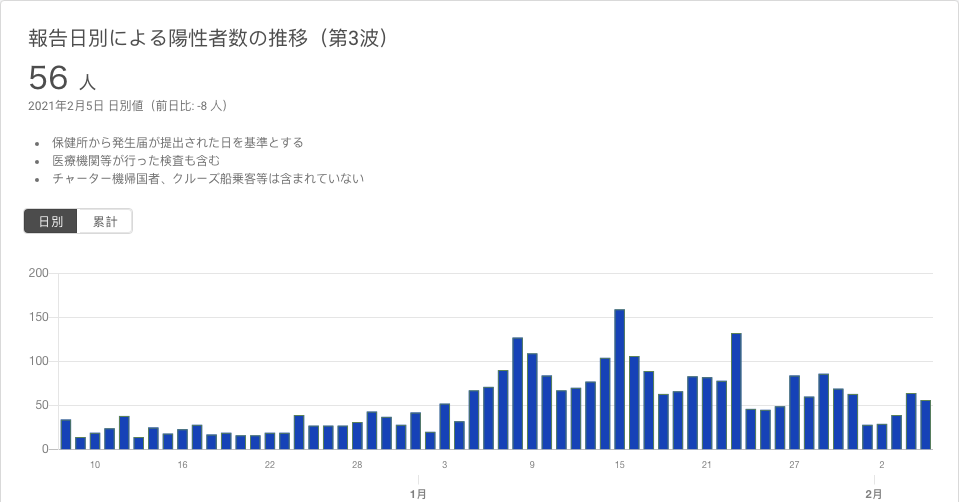 報告日別による陽性者数の推移（第3波）
56 人
2021年2月5日 日別値（前日比: -8 人）
• 保健所から発生届が提出された日を基準とする
• 医療機関等が行った検査も含む
• チャーター機帰国者、クルーズ船乗客等は含まれていない
日別 累計
200
150
100
50
0
10 16 22 28 3 9 15 21 27 2
1月 2月